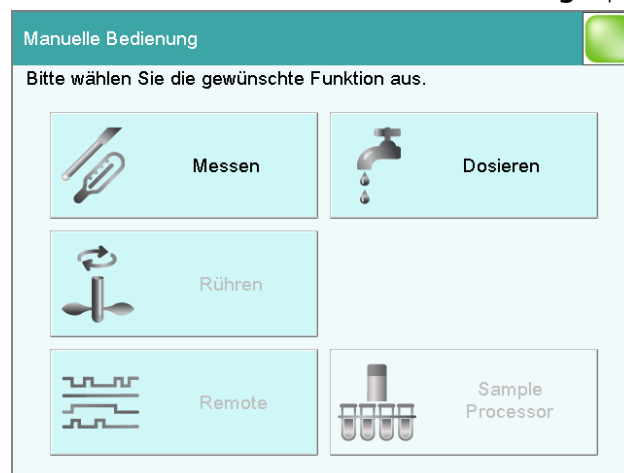 Manuelle Bedienung
Bitte wählen Sie die gewünschte Funktion aus.
Messen
Dosieren
Rühren
Remote
Sample
Processor